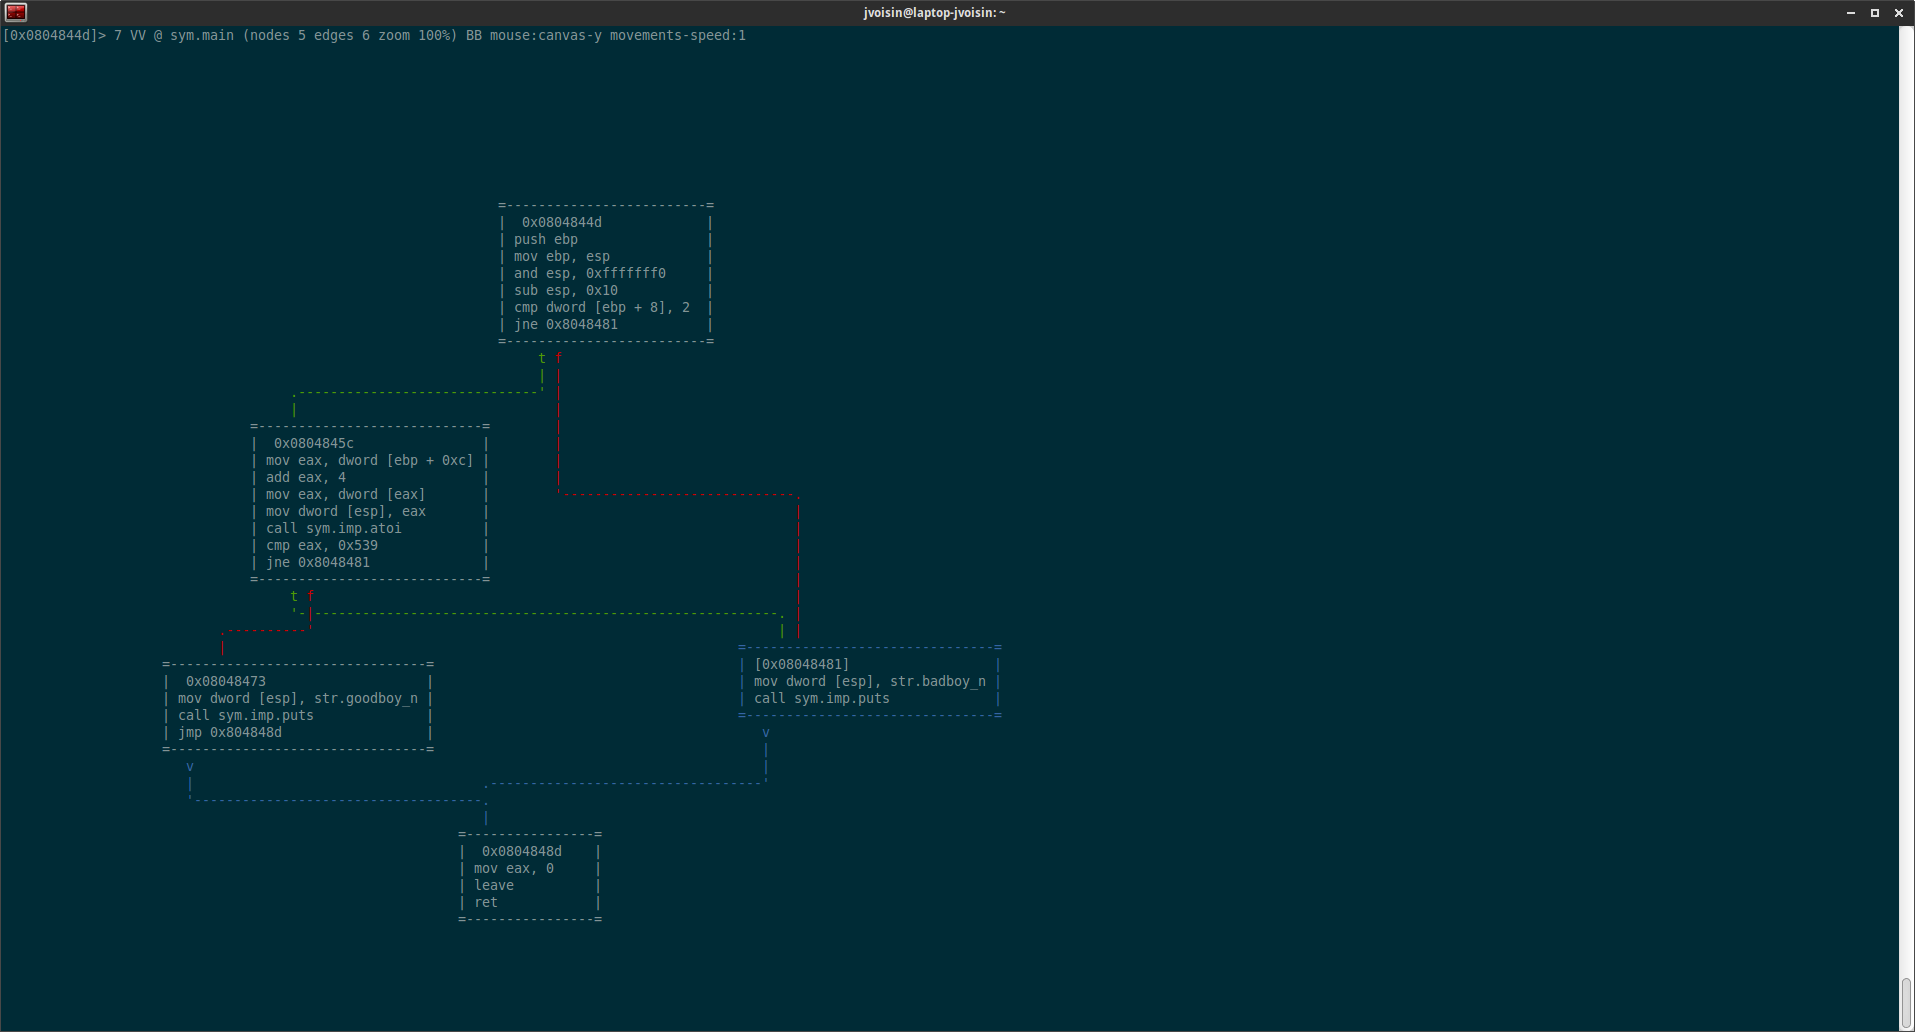 jvoisin@laptop-jvoisin: ~
[0x0804844d]> 7 VV @ sym.main (nodes 5 edges 6 zoom 100%) BB mouse:canvas-y movements-speed:1
0x0804844d
push ebp
mov ebp, esp
and esp, 0xfffffff0
sub esp, 0x10
cmp dword [ebp + 8], 2
jne 0x8048481
t f
0x0804845c
mov eax, dword [ebp + 0xc]
add eax, 4
mov eax, dword [eax]
mov dword [esp], eax
call sym.imp.atoi
cmp eax, 0x539
jne 0x8048481
t f
0x08048473
mov dword [esp], str.goodboy_n
call sym.imp.puts
jmp 0x804848d
v
[0x08048481]
mov dword [esp], str.badboy_n
call sym.imp.puts
v
0x0804848d
mov eax, 0
leave
ret